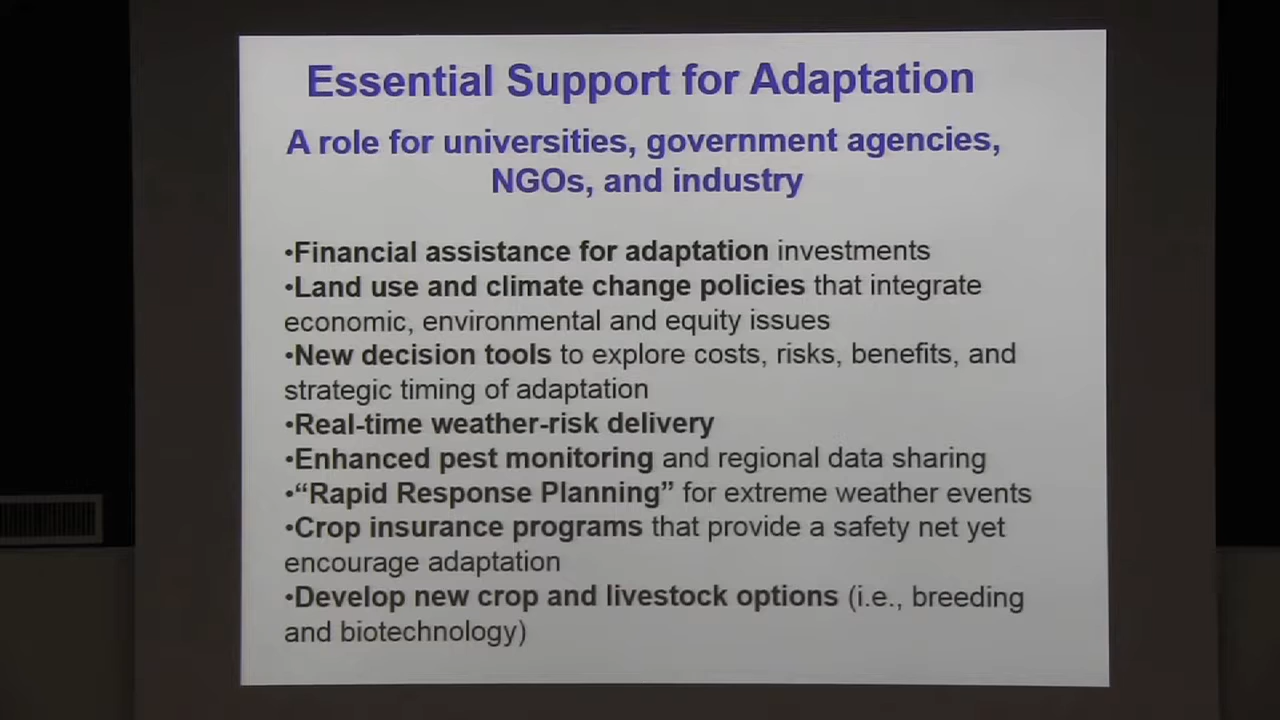 Essential Support for Adaptation
A role for universities, government agencies,
NGOs, and industry
•Financial assistance for adaptation investments
•Land use and climate change policies that integrate
economic, environmental and equity issues
•New decision tools to explore costs, risks, benefits, and
strategic timing of adaptation
•Real-time weather-risk delivery
•Enhanced pest monitoring and regional data sharing
•“Rapid Response Planning” for extreme weather events
•Crop insurance programs that provide a safety net yet
encourage adaptation
•Develop new crop and livestock options (i.e., breeding
and biotechnology)